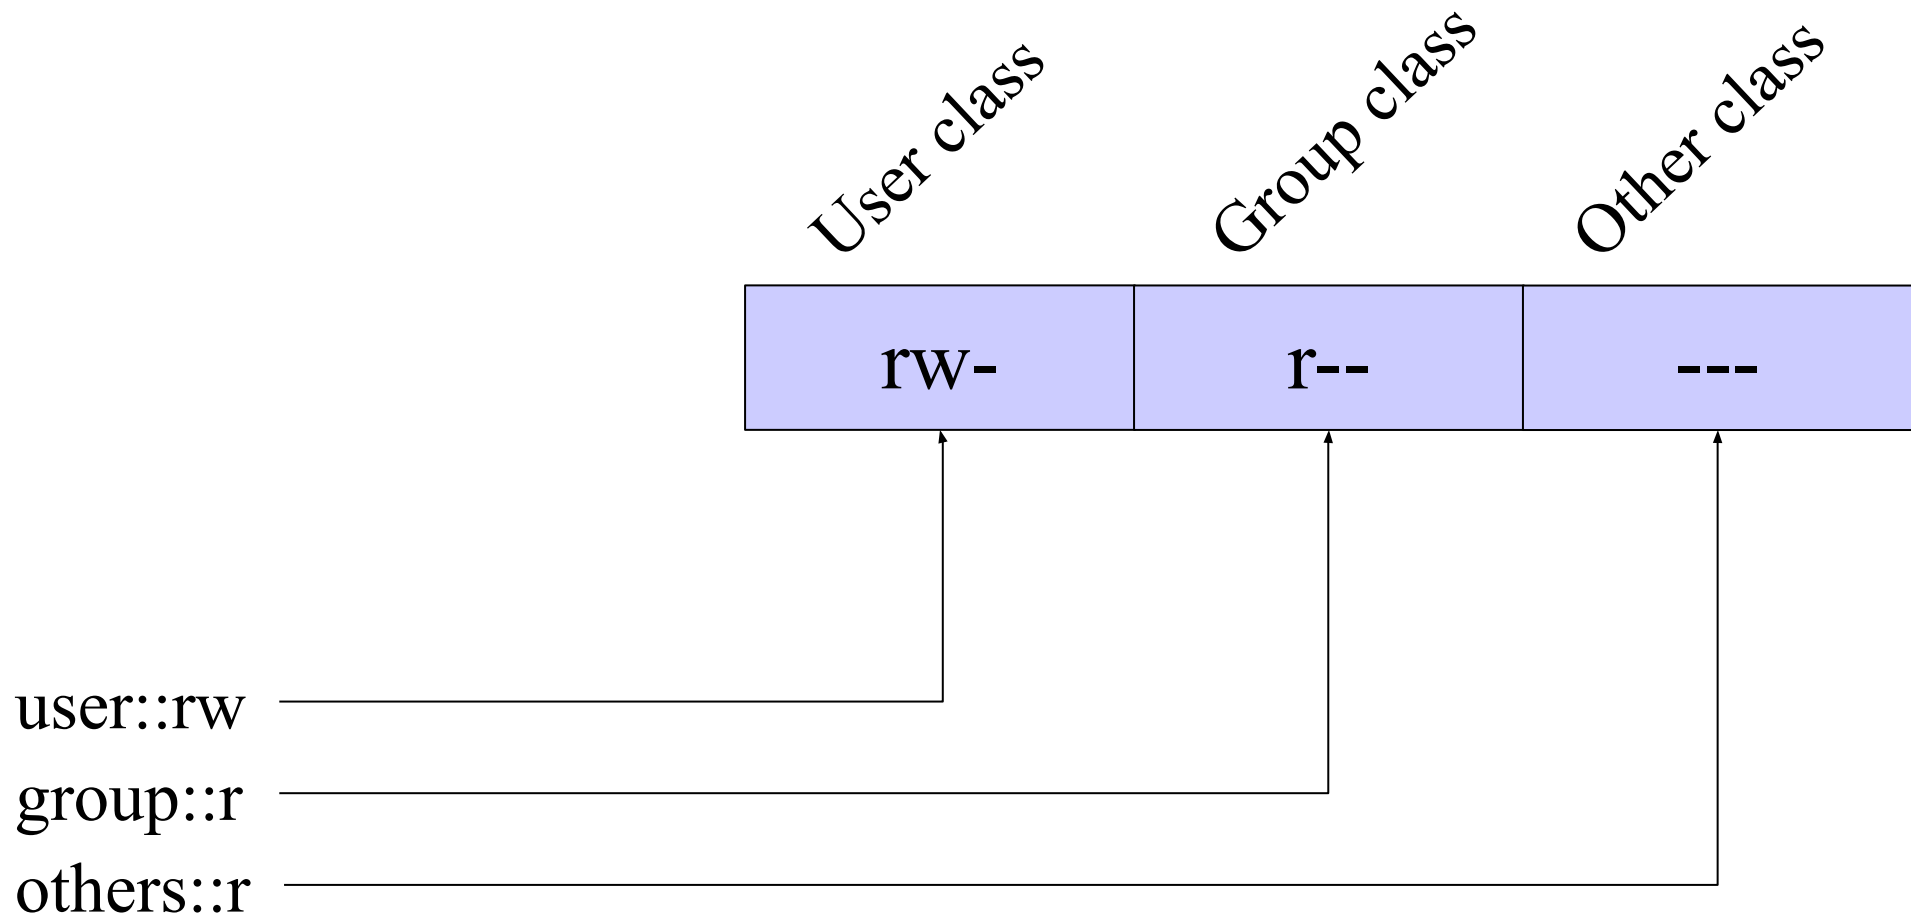 User class Group class Other class
rw- r-- ---
user::rw
group::r
others::r